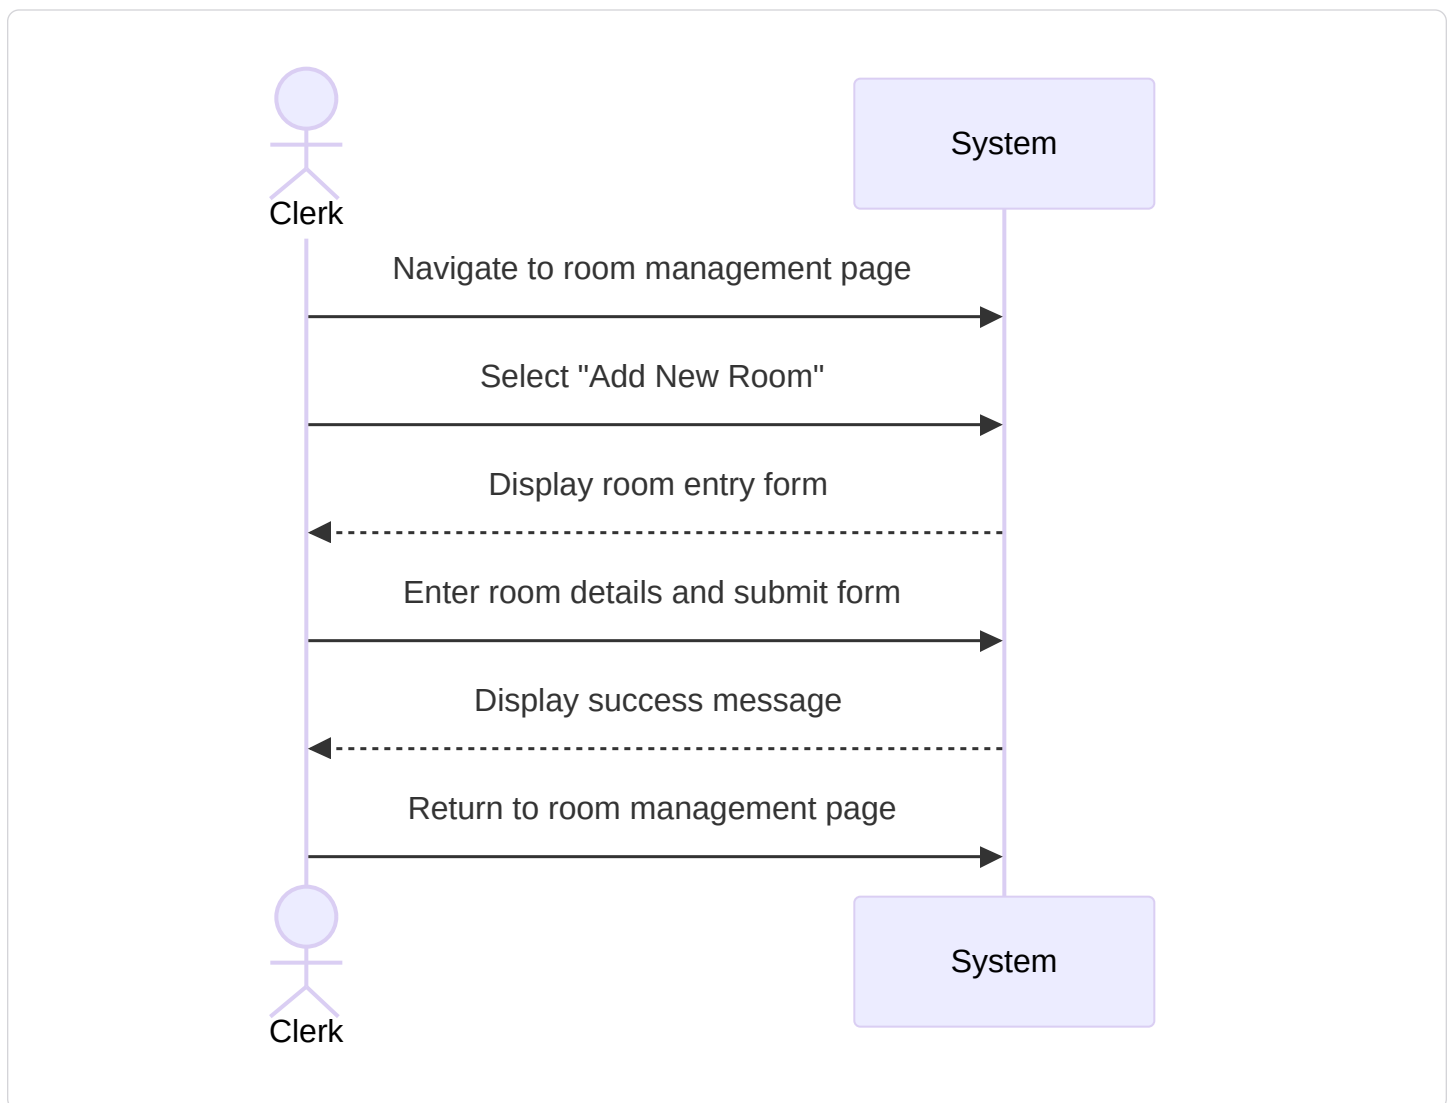 System
Clerk
Navigate to room management page
Select "Add New Room"
Display room entry form
Enter room details and submit form
Display success message
Return to room management page
System
Clerk